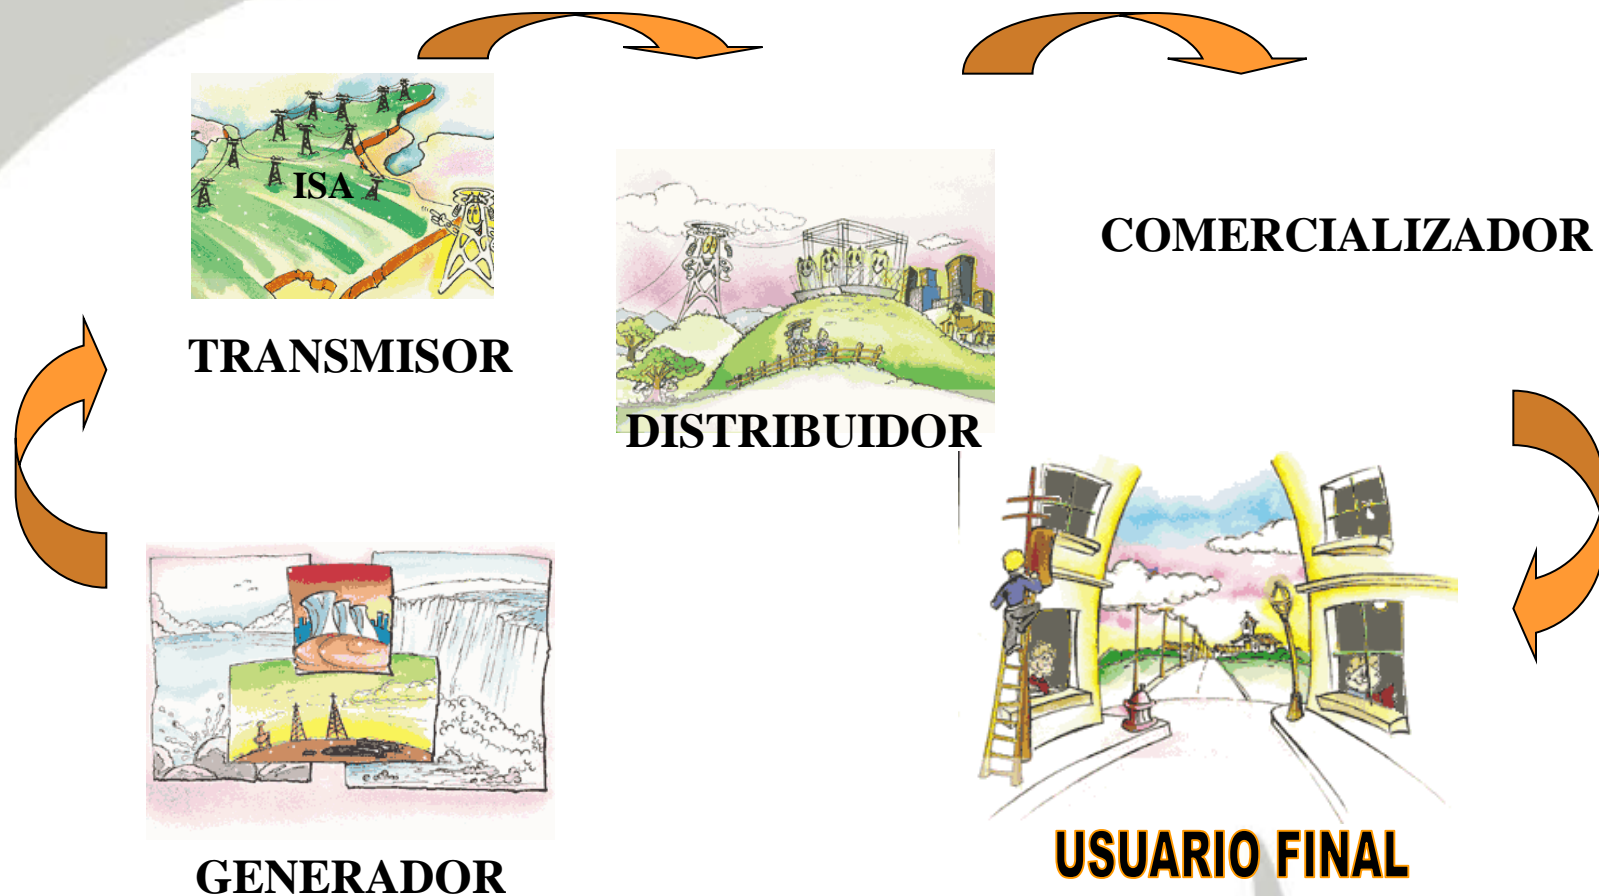 ISA
COMERCIALIZADOR
TRANSMISOR
DISTRIBUIDOR
USUARIO FINAL
GENERADOR